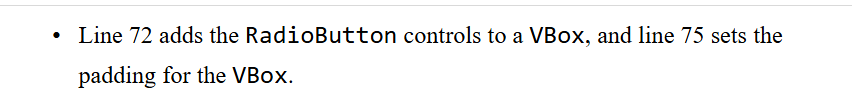 • Line 72 adds the RadioButton controls to a VBox, and line 75 sets the
padding for the VBox.